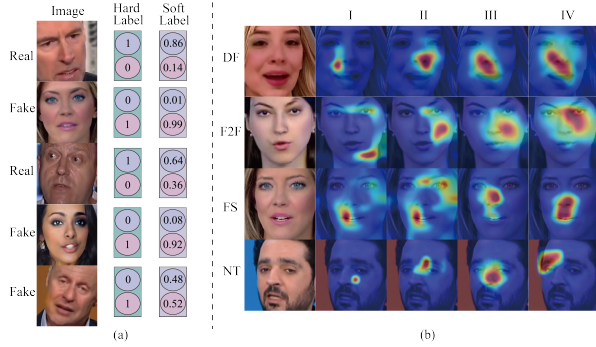 Image Hard Label Soft Label
Real 1 0 0.86 0.14
Fake 0 1 0.01 0.99
Real 1 0 0.64 0.36
Fake 0 1 0.08 0.92
Fake 0 1 0.48 0.52
(a)
I II III IV
DF
F2F
FS
NT
(b)